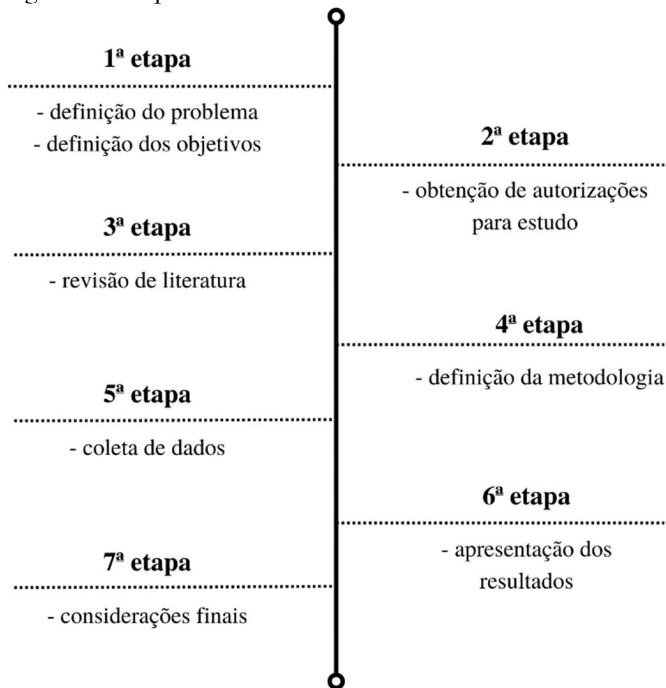 1ª etapa
- definição do problema
- definição dos objetivos
2ª etapa
- obtenção de autorizações
para estudo
3ª etapa
- revisão de literatura
4ª etapa
- definição da metodologia
5ª etapa
- coleta de dados
6ª etapa
- apresentação dos
resultados
7ª etapa
- considerações finais